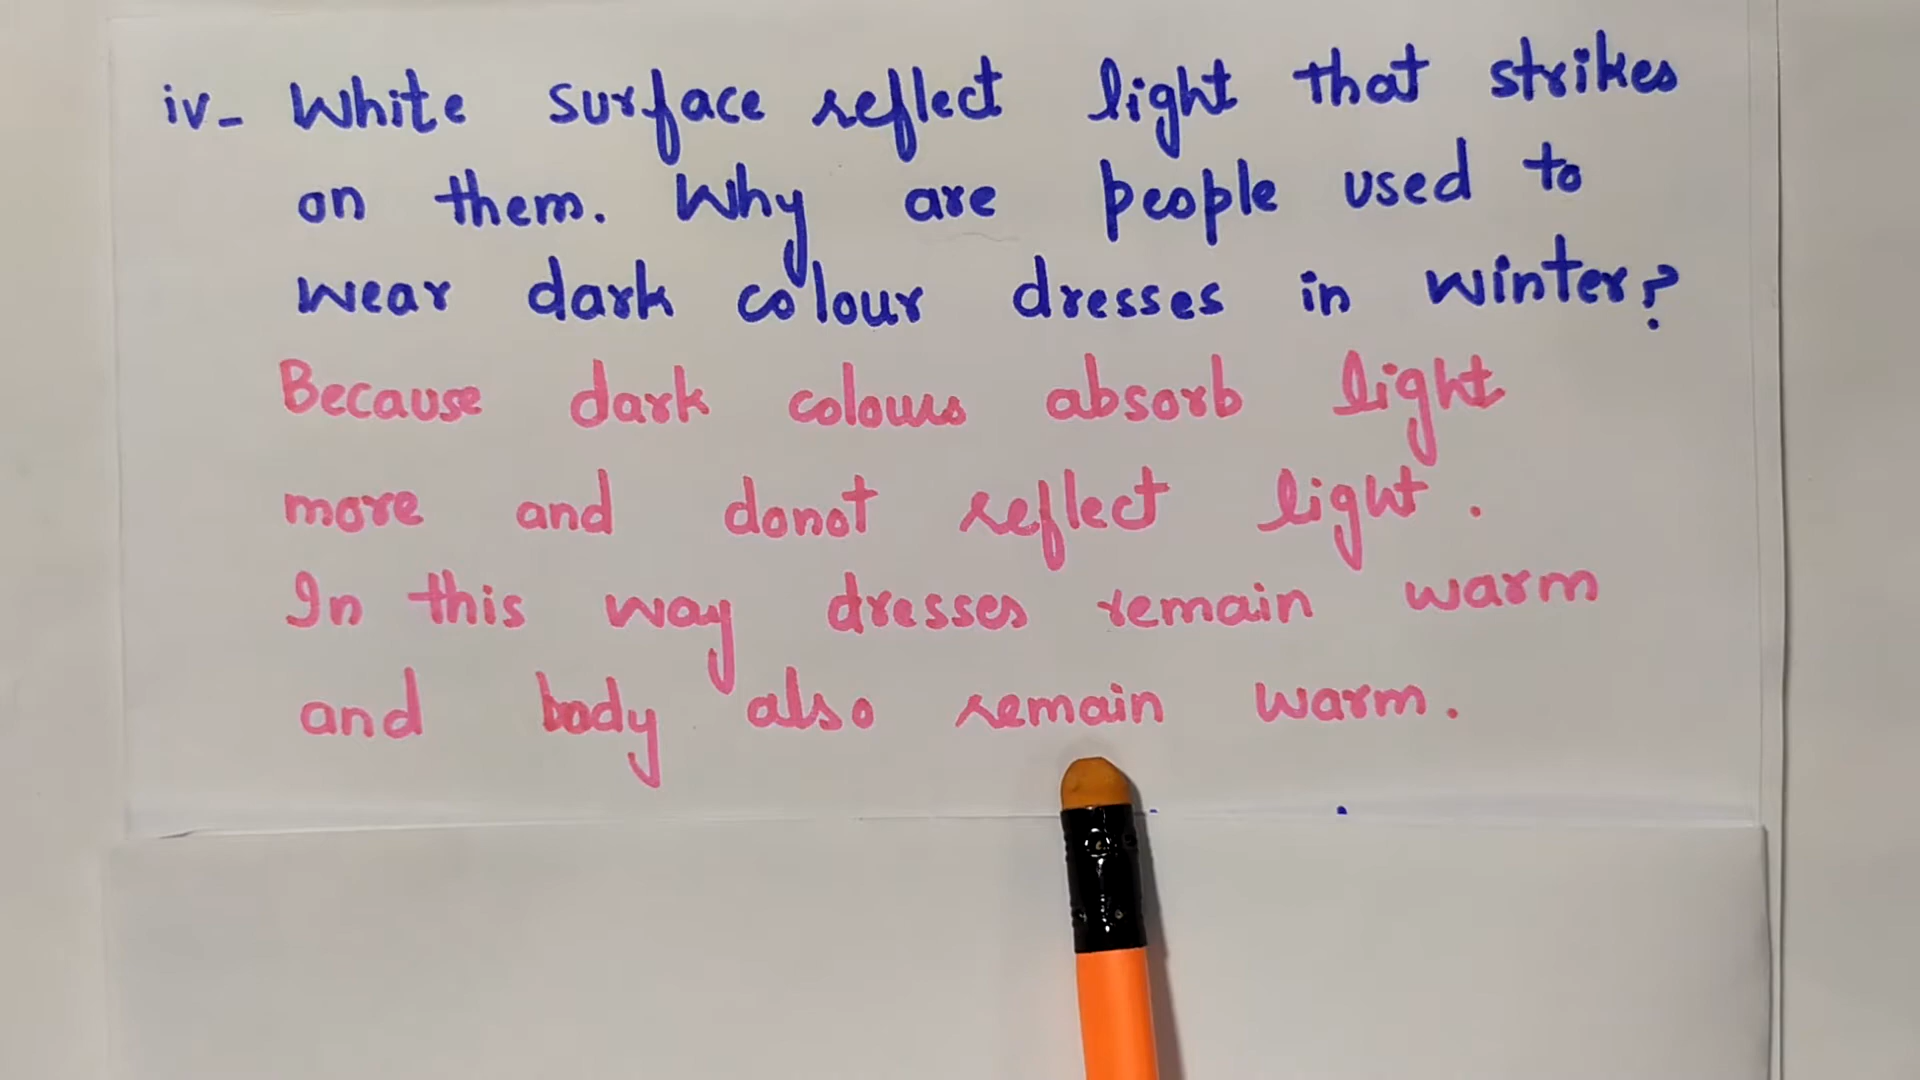 iv- White surface reflect light that strikes
on them. Why are people used to
wear dark colour dresses in winter?
Because dark colours absorb light
more and donot reflect light.
In this way dresses remain warm
and body also remain warm.